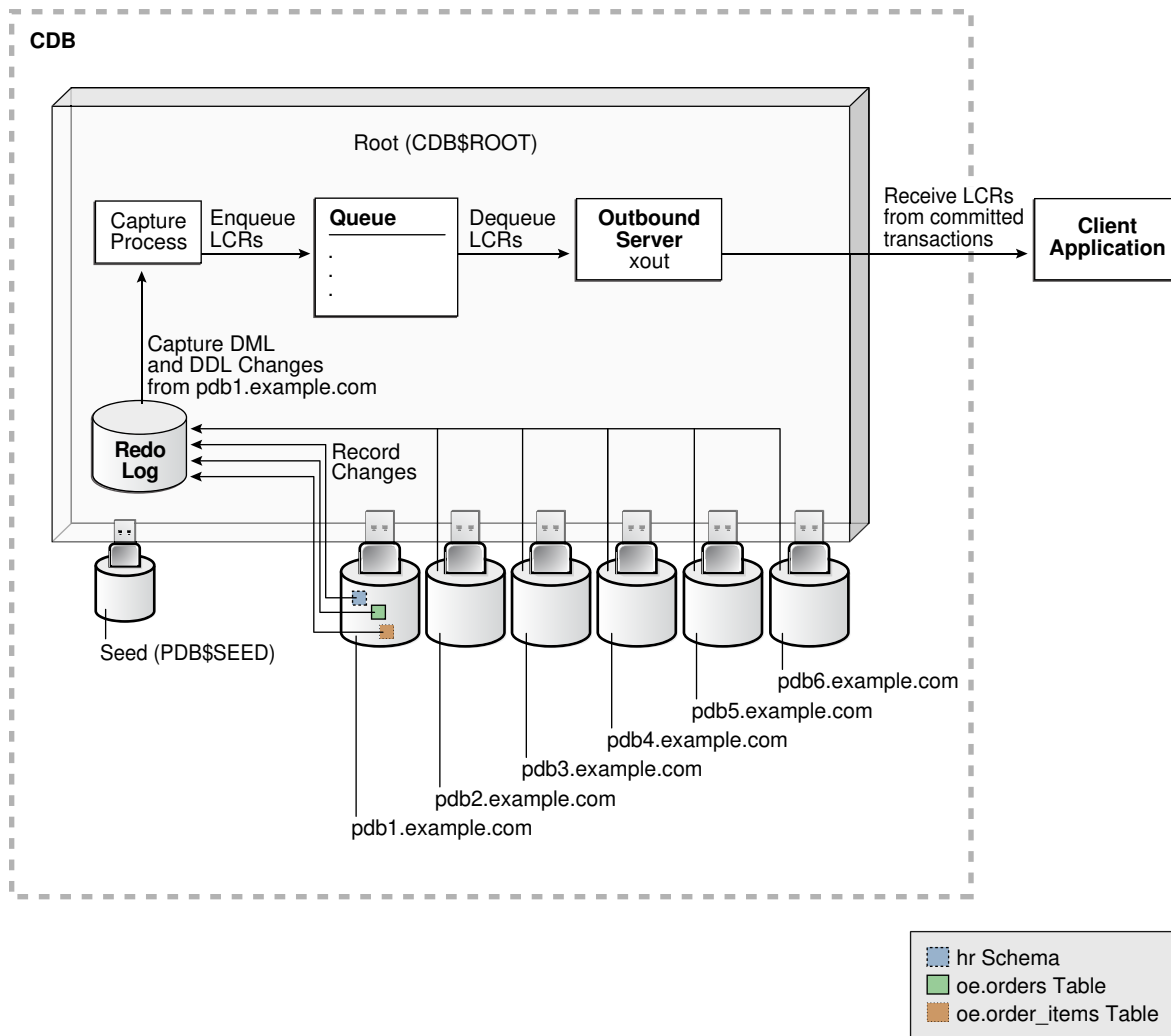 CDB
Root (CDB$ROOT)
Capture
Process
Enqueue
LCRs
Queue
.
.
.
Dequeue
LCRs
Outbound
Server
xout
Receive LCRs
from committed
transactions
Client
Application
Capture DML
and DDL Changes
from pdb1.example.com
Redo
Log
Record
Changes
Seed (PDB$SEED)
pdb6.example.com
pdb5.example.com
pdb4.example.com
pdb3.example.com
pdb2.example.com
pdb1.example.com
hr Schema
oe.orders Table
oe.order_items Table